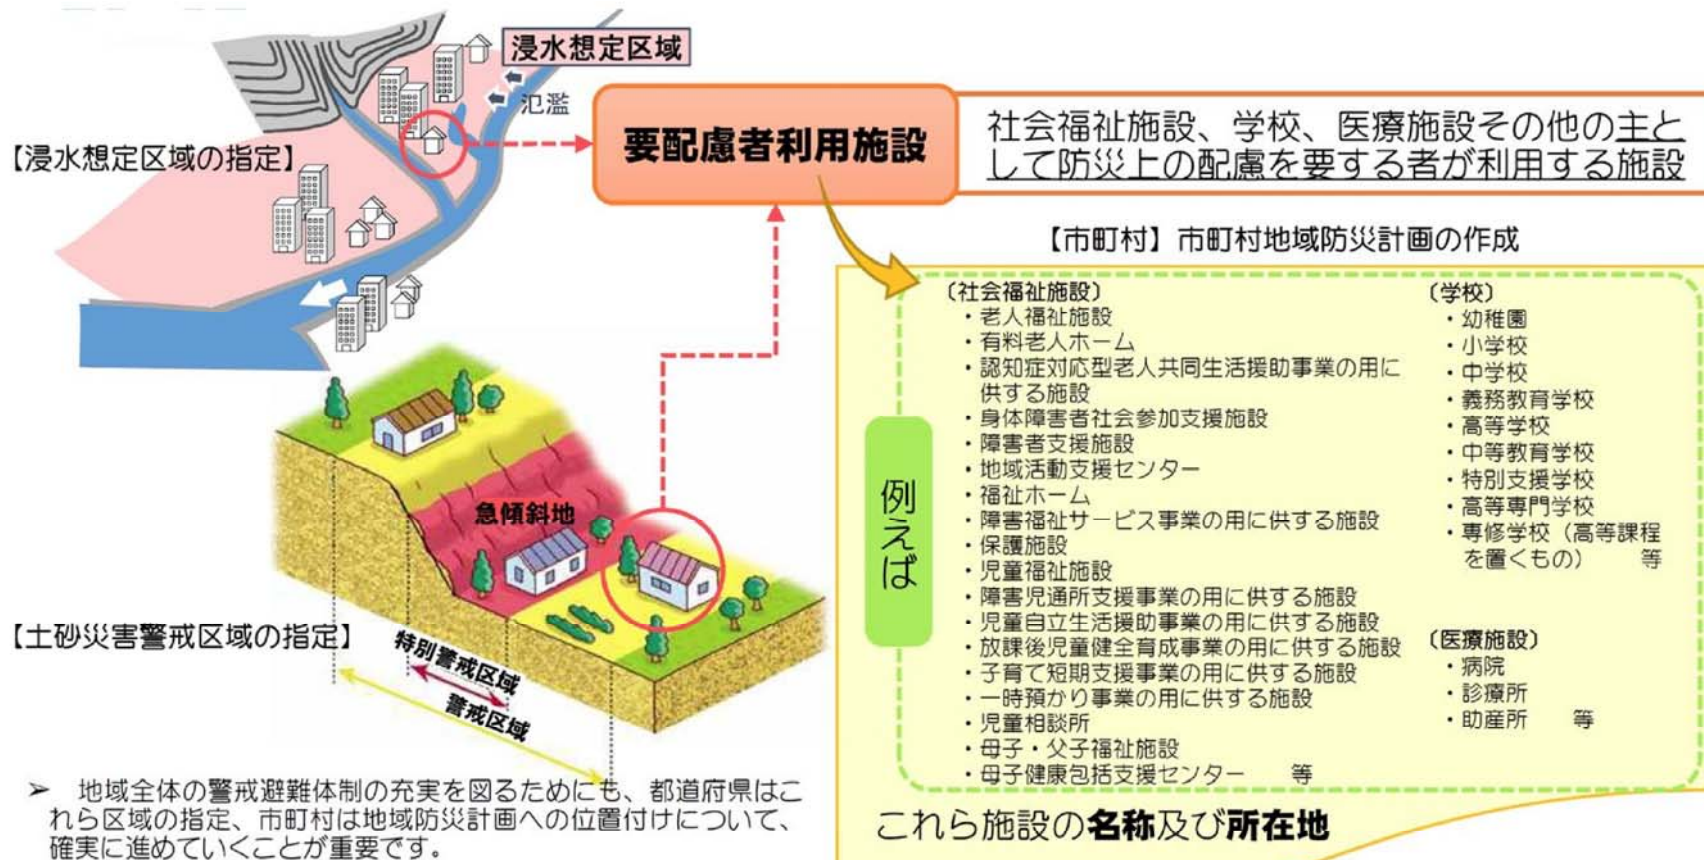 浸水想定区域
氾濫
【浸水想定区域の指定】
要配慮者利用施設
社会福祉施設、学校、医療施設その他の主と
して防災上の配慮を要する者が利用する施設
【市町村】市町村地域防災計画の作成
例えば
〔社会福祉施設〕
・老人福祉施設
・有料老人ホーム
・認知症対応型老人共同生活援助事業の用に
供する施設
・身体障害者社会参加支援施設
・障害者支援施設
・地域活動支援センター
・福祉ホーム
・障害福祉サービス事業の用に供する施設
・保護施設
・児童福祉施設
・障害児通所支援事業の用に供する施設
・児童自立生活援助事業の用に供する施設
・放課後児童健全育成事業の用に供する施設
・子育て短期支援事業の用に供する施設
・一時預かり事業の用に供する施設
・児童相談所
・母子・父子福祉施設
・母子健康包括支援センター　等
〔学校〕
・幼稚園
・小学校
・中学校
・義務教育学校
・高等学校
・中等教育学校
・特別支援学校
・高等専門学校
・専修学校（高等課程
を置くもの）　等
〔医療施設〕
・病院
・診療所
・助産所　等
これら施設の名称及び所在地
急傾斜地
【土砂災害警戒区域の指定】
特別警戒区域
警戒区域
➢ 地域全体の警戒避難体制の充実を図るためにも、都道府県はこ
れら区域の指定、市町村は地域防災計画への位置付けについて、
確実に進めていくことが重要です。